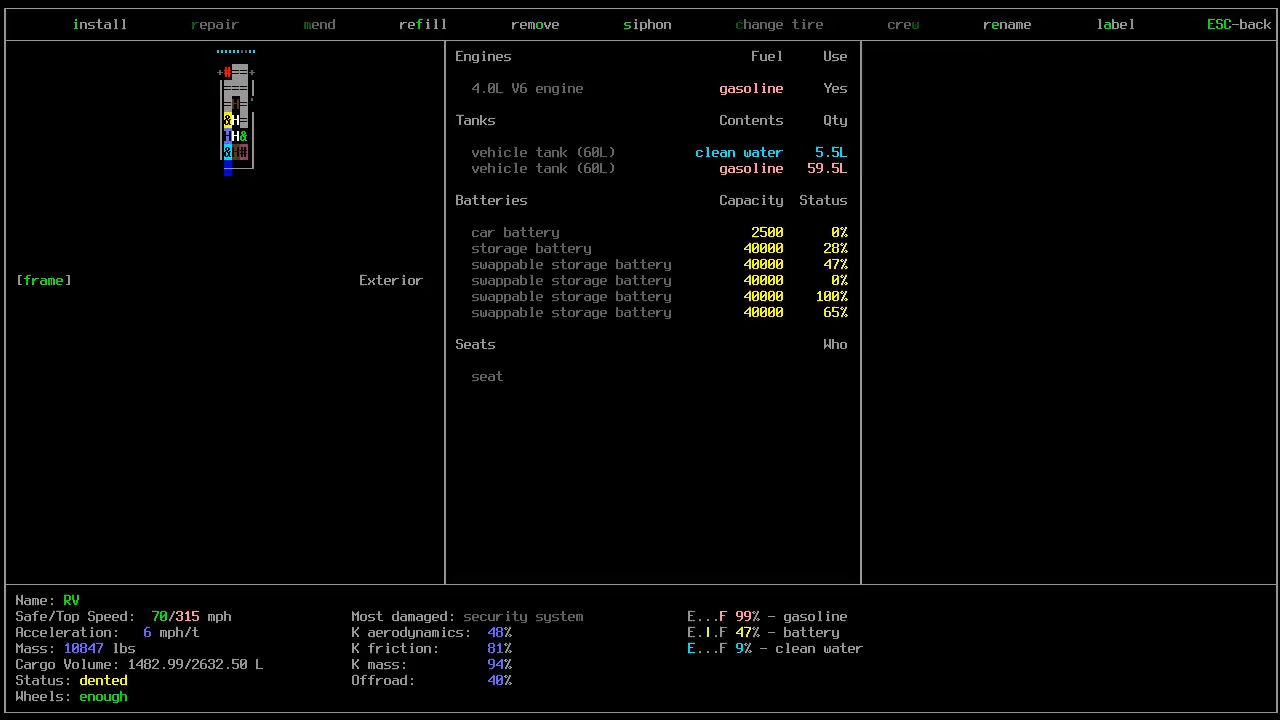 install repair mend refill remove siphon change tire crew rename label ESC-back
Engines Fuel Use
4.0L V6 engine gasoline Yes
Tanks Contents Qty
vehicle tank (60L) clean water 5.5L
vehicle tank (60L) gasoline 59.5L
Batteries Capacity Status
car battery 2500 0%
storage battery 40000 28%
swappable storage battery 40000 47%
swappable storage battery 40000 0%
swappable storage battery 40000 100%
swappable storage battery 40000 65%
Seats Who
seat
[frame] Exterior
Name: RV
Safe/Top Speed: 70/315 mph
Acceleration: 6 mph/t
Mass: 10847 lbs
Cargo Volume: 1482.99/2632.50 L
Status: dented
Wheels: enough
Most damaged: security system
K aerodynamics: 48%
K friction: 81%
K mass: 94%
Offroad: 40%
E...F 99% - gasoline
E.|.F 47% - battery
E...F 9% - clean water